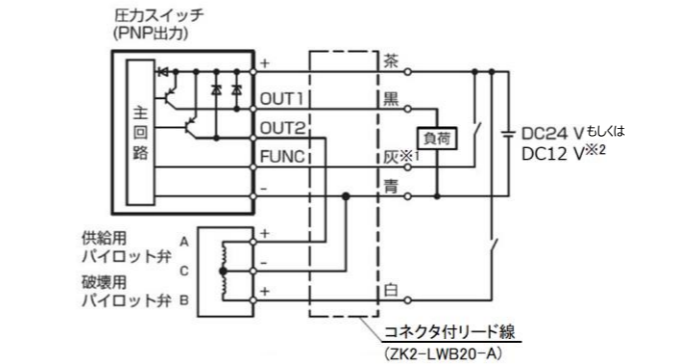 圧力スイッチ
(PNP出力)
+
茶
OUT1
黒
主回路
OUT2
負荷
DC24 Vもしくは
DC12 V※2
FUNC
灰※1
-
青
供給用
パイロット弁
A
+
C
-
破壊用
パイロット弁
B
+
白
コネクタ付リード線
(ZK2-LWB20-A)